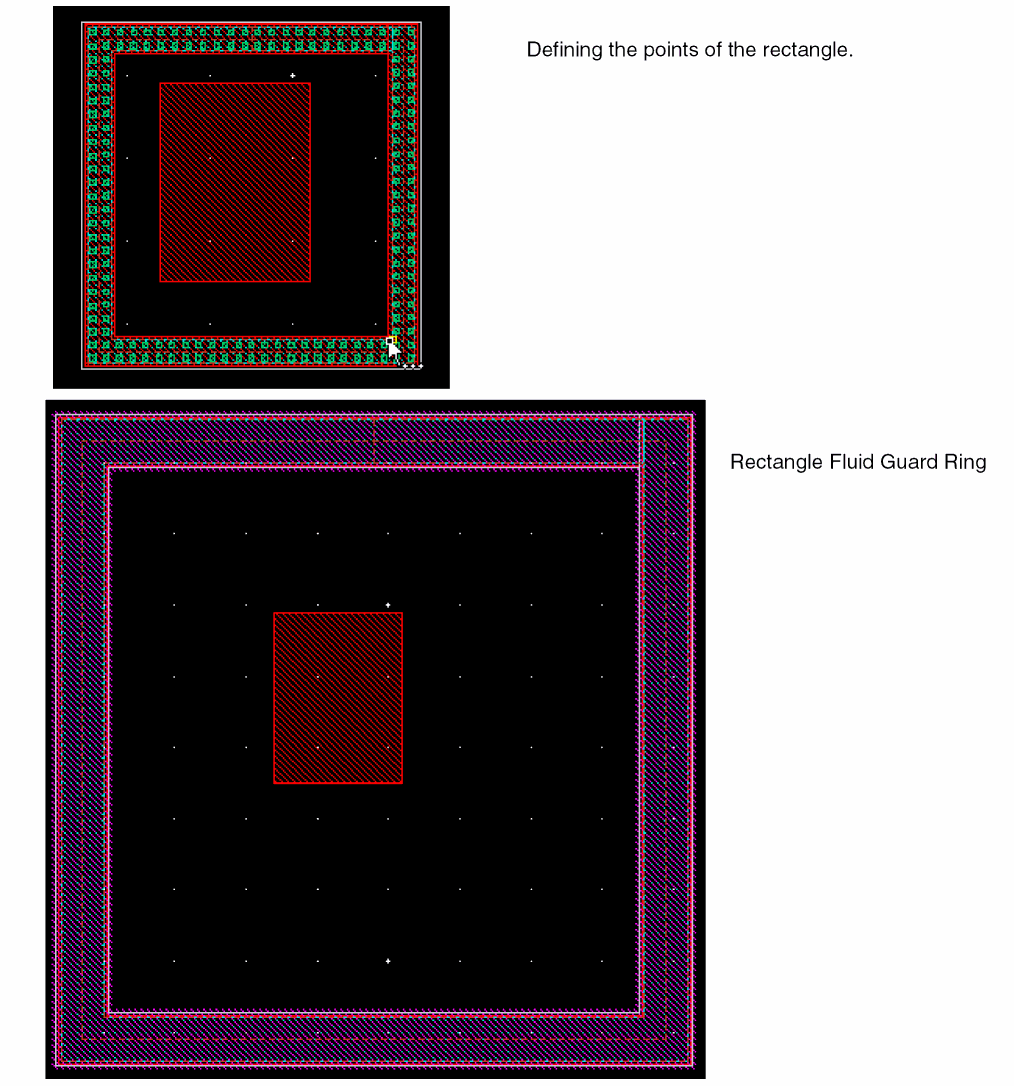 Defining the points of the rectangle.
Rectangle Fluid Guard Ring